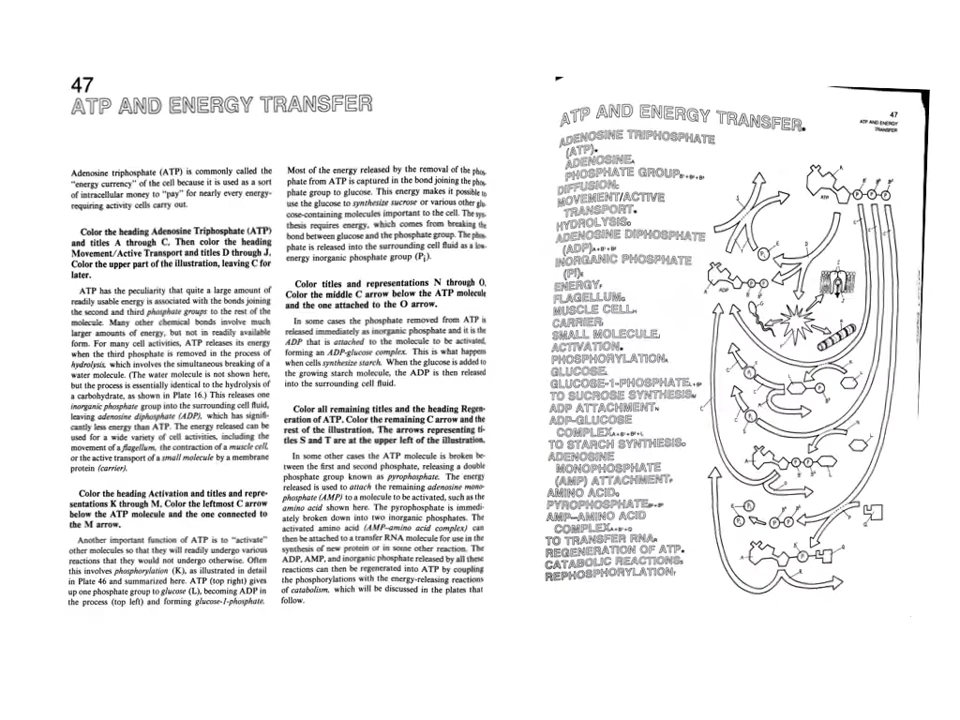 47
ATP AND ENERGY TRANSFER
Adenosine triphosphate (ATP) is commonly called the
"energy currency" of the cell because it is used as a sort
of intracellular money to "pay" for nearly every energy-
requiring activity cells carry out.
Color the heading Adenosine Triphosphate (ATP)
and titles A through C. Then color the heading
Movement/Active Transport and titles D through J.
Color the upper part of the illustration, leaving C for
later.
ATP has the peculiarity that quite a large amount of
readily usable energy is associated with the bonds joining
the second and third phosphate groups to the rest of the
molecule. Many other chemical bonds involve much
larger amounts of energy, but not in readily available
form. For many cell activities, ATP releases its energy
when the third phosphate is removed in the process of
hydrolysis, which involves the simultaneous breaking of a
water molecule. (The water molecule is not shown here,
but the process is essentially identical to the hydrolysis of
a carbohydrate, as shown in Plate 16.) This releases one
inorganic phosphate group into the surrounding cell fluid,
leaving adenosine diphosphate (ADP), which has signifi-
cantly less energy than ATP. The energy released can be
used for a wide variety of cell activities, including the
movement of a flagellum, the contraction of a muscle cell,
or the active transport of a small molecule by a membrane
protein (carrier).
Color the heading Activation and titles and repre-
sentations K through M. Color the leftmost C arrow
below the ATP molecule and the one connected to
the M arrow.
Another important function of ATP is to "activate"
other molecules so that they will readily undergo various
reactions that they would not undergo otherwise. Often
this involves phosphorylation (K), as illustrated in detail
in Plate 46 and summarized here. ATP (top right) gives
up one phosphate group to glucose (L), becoming ADP in
the process (top left) and forming glucose-1-phosphate.
Most of the energy released by the removal of the phos-
phate from ATP is captured in the bond joining the phos-
phate group to glucose. This energy makes it possible to
use the glucose to synthesize sucrose or various other glu-
cose-containing molecules important to the cell. The syn-
thesis requires energy, which comes from breaking the
bond between glucose and the phosphate group. The phos-
phate is released into the surrounding cell fluid as a low-
energy inorganic phosphate group (Pi).
Color titles and representations N through O.
Color the middle C arrow below the ATP molecule
and the one attached to the O arrow.
In some cases the phosphate removed from ATP is
released immediately as inorganic phosphate and it is the
ADP that is attached to the molecule to be activated,
forming an ADP-glucose complex. This is what happens
when cells synthesize starch. When the glucose is added to
the growing starch molecule, the ADP is then released
into the surrounding cell fluid.
Color all remaining titles and the heading Regen-
eration of ATP. Color the remaining C arrow and the
rest of the illustration. The arrows representing ti-
tles S and T are at the upper left of the illustration.
In some other cases the ATP molecule is broken be-
tween the first and second phosphate, releasing a double
phosphate group known as pyrophosphate. The energy
released is used to attach the remaining adenosine mono-
phosphate (AMP) to a molecule to be activated, such as the
amino acid shown here. The pyrophosphate is immedi-
ately broken down into two inorganic phosphates. The
activated amino acid (AMP-amino acid complex) can
then be attached to a transfer RNA molecule for use in the
synthesis of new protein or in some other reaction. The
ADP, AMP, and inorganic phosphate released by all these
reactions can then be regenerated into ATP by coupling
the phosphorylations with the energy-releasing reactions
of catabolism, which will be discussed in the plates that
follow.
ATP AND ENERGY TRANSFER
47
ATP AND ENERGY
TRANSFER
ADENOSINE TRIPHOSPHATE
(ATP)
ADENOSINE
PHOSPHATE GROUP
DIFFUSION
MOVEMENT/ACTIVE
TRANSPORT
HYDROLYSIS
ADENOSINE DIPHOSPHATE
(ADP)
INORGANIC PHOSPHATE
(Pi)
ENERGY
FLAGELLUM
MUSCLE CELL
CARRIER
SMALL MOLECULE
ACTIVATION
PHOSPHORYLATION
GLUCOSE
GLUCOSE-1-PHOSPHATE
TO SUCROSE SYNTHESIS
ADP ATTACHMENT
ADP-GLUCOSE
COMPLEX
TO STARCH SYNTHESIS
ADENOSINE
MONOPHOSPHATE
(AMP) ATTACHMENT
AMINO ACID
PYROPHOSPHATE
AMP-AMINO ACID
COMPLEX
TO TRANSFER RNA
REGENERATION OF ATP
CATABOLIC REACTIONS
REPHOSPHORYLATION
ATP
ADP